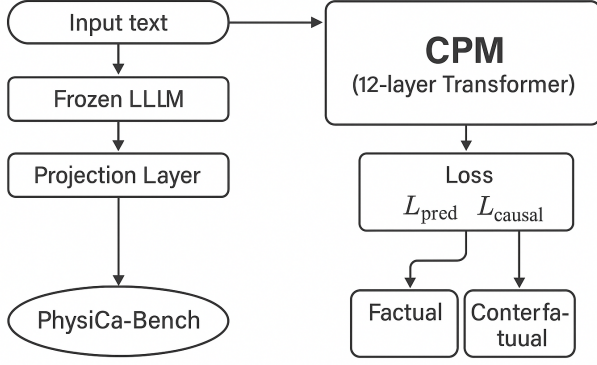 Input text
Frozen LLLM
Projection Layer
PhysiCa-Bench
CPM
(12-layer Transformer)
Loss
L_pred L_causal
Factual
Conterfa-
tuual